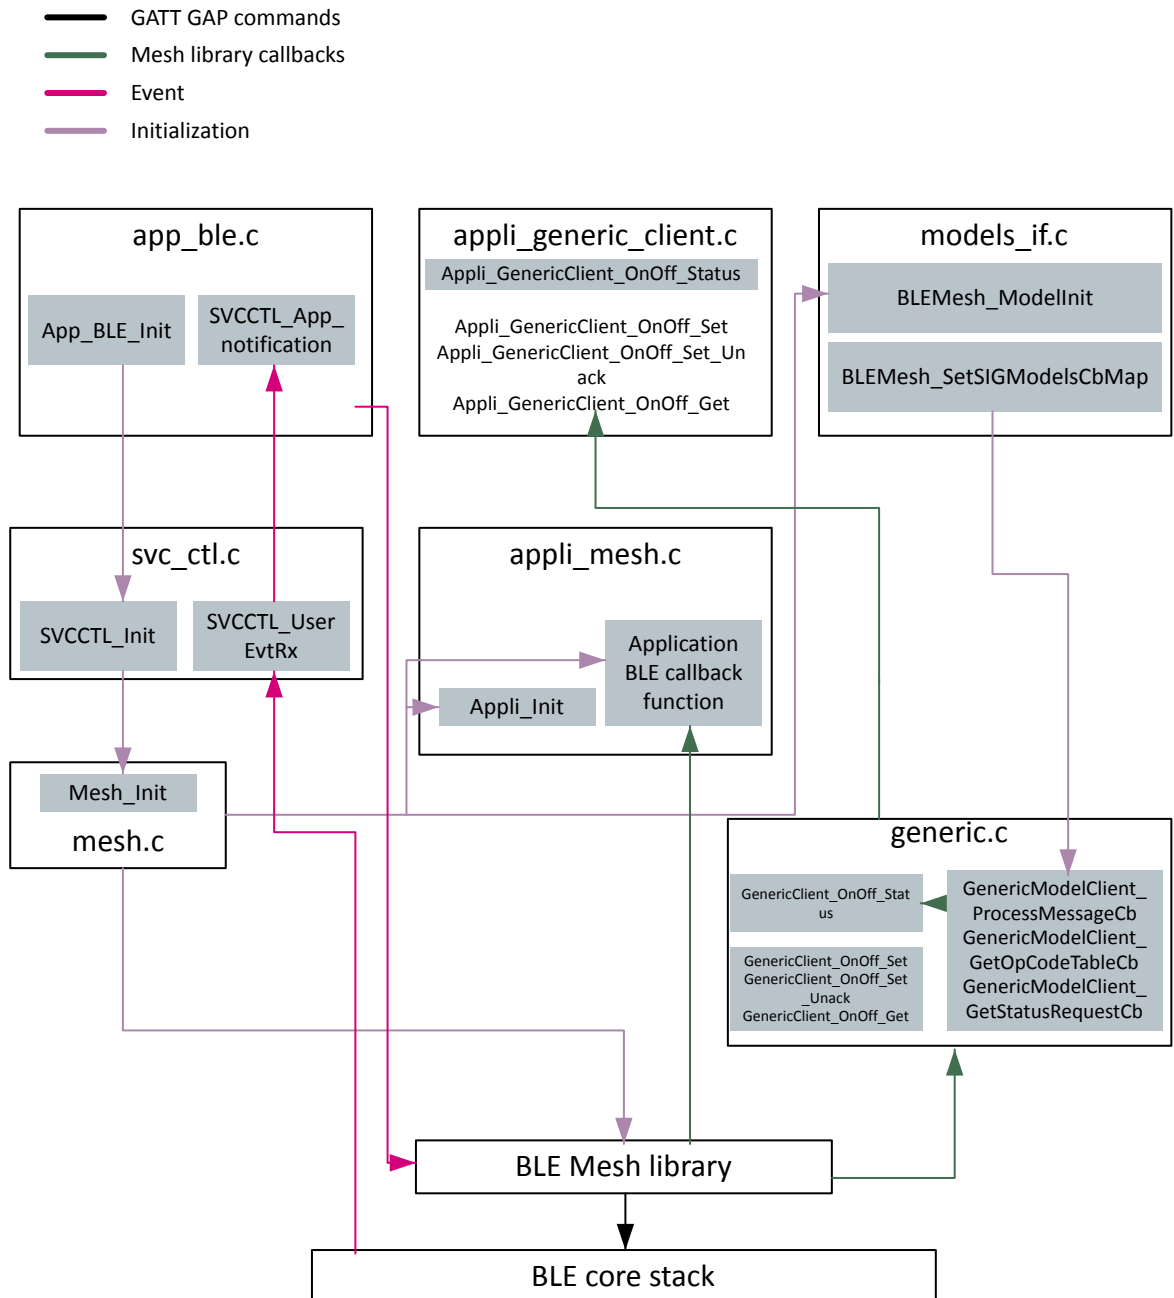 GATT GAP commands
Mesh library callbacks
Event
Initialization
app_ble.c
App_BLE_Init
SVCCTL_App_
notification
appli_generic_client.c
Appli_GenericClient_OnOff_Status
Appli_GenericClient_OnOff_Set
Appli_GenericClient_OnOff_Set_Un
ack
Appli_GenericClient_OnOff_Get
models_if.c
BLEMesh_ModelInit
BLEMesh_SetSIGModelsCbMap
svc_ctl.c
SVCCTL_Init
SVCCTL_User
EvtRx
appli_mesh.c
Appli_Init
Application
BLE callback
function
Mesh_Init
mesh.c
generic.c
GenericClient_OnOff_Stat
us
GenericClient_OnOff_Set
GenericClient_OnOff_Set
_Unack
GenericClient_OnOff_Get
GenericModelClient_
ProcessMessageCb
GenericModelClient_
GetOpCodeTableCb
GenericModelClient_
GetStatusRequestCb
BLE Mesh library
BLE core stack